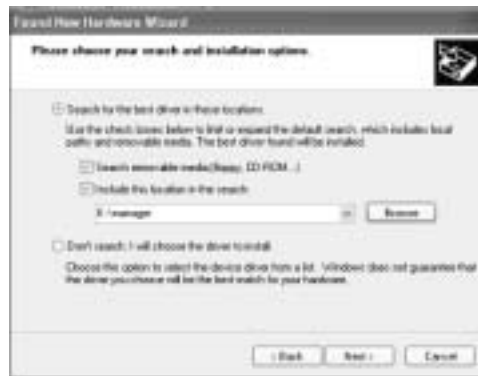 Found New Hardware Wizard
Please choose your search and installation options.
Search for the best driver in these locations.
Use the check boxes below to limit or expand the default search, which includes local
paths and removable media. The best driver found will be installed.
Search removable media (floppy, CD-ROM...)
Include this location in the search:
X:\manager
Browse
Don't search. I will choose the driver to install.
Choose this option to select the device driver from a list. Windows does not guarantee that
the driver you choose will be the best match for your hardware.
< Back
Next >
Cancel